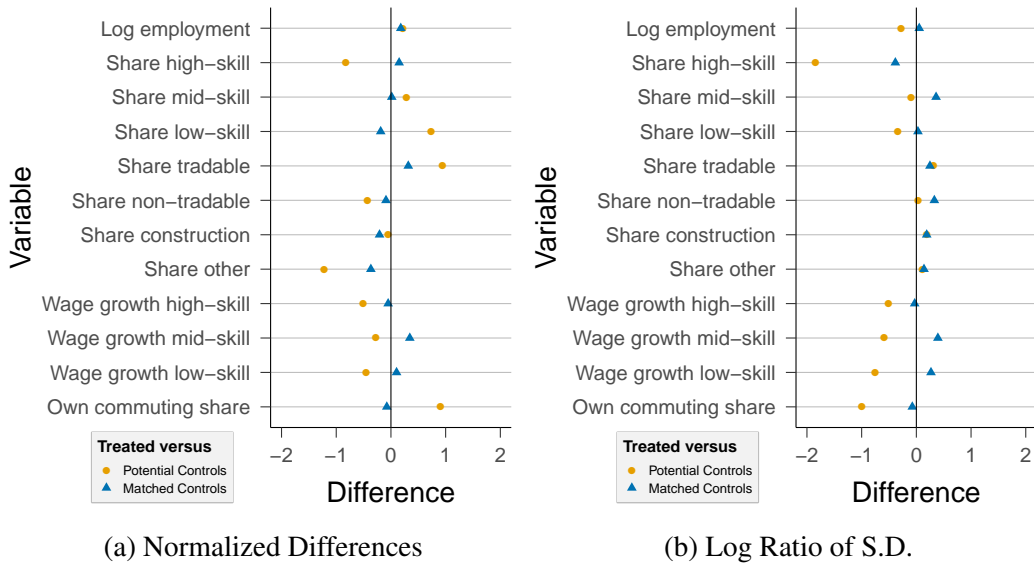 Log employment
Share high−skill
Share mid−skill
Share low−skill
Share tradable
Share non−tradable
Share construction
Share other
Wage growth high−skill
Wage growth mid−skill
Wage growth low−skill
Own commuting share
Variable
−2 −1 0 1 2
Difference
Treated versus
Potential Controls
Matched Controls
(a) Normalized Differences
Log employment
Share high−skill
Share mid−skill
Share low−skill
Share tradable
Share non−tradable
Share construction
Share other
Wage growth high−skill
Wage growth mid−skill
Wage growth low−skill
Own commuting share
Variable
−2 −1 0 1 2
Difference
Treated versus
Potential Controls
Matched Controls
(b) Log Ratio of S.D.